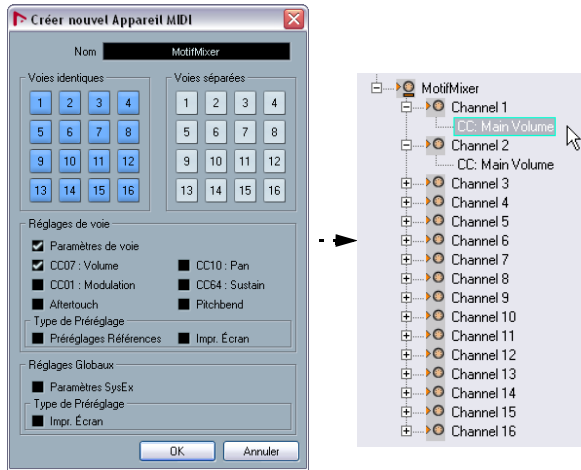 Créer nouvel Appareil MIDI
Nom MotifMixer
Voies identiques
1 2 3 4
5 6 7 8
9 10 11 12
13 14 15 16
Voies séparées
1 2 3 4
5 6 7 8
9 10 11 12
13 14 15 16
Réglages de voie
Paramètres de voie
CC07 : Volume CC10 : Pan
CC01 : Modulation CC64 : Sustain
Aftertouch Pitchbend
Type de Préréglage
Préréglages Références Impr. Écran
Réglages Globaux
Paramètres SysEx
Type de Préréglage
Impr. Écran
OK Annuler
MotifMixer
Channel 1
CC: Main Volume
Channel 2
CC: Main Volume
Channel 3
Channel 4
Channel 5
Channel 6
Channel 7
Channel 8
Channel 9
Channel 10
Channel 11
Channel 12
Channel 13
Channel 14
Channel 15
Channel 16